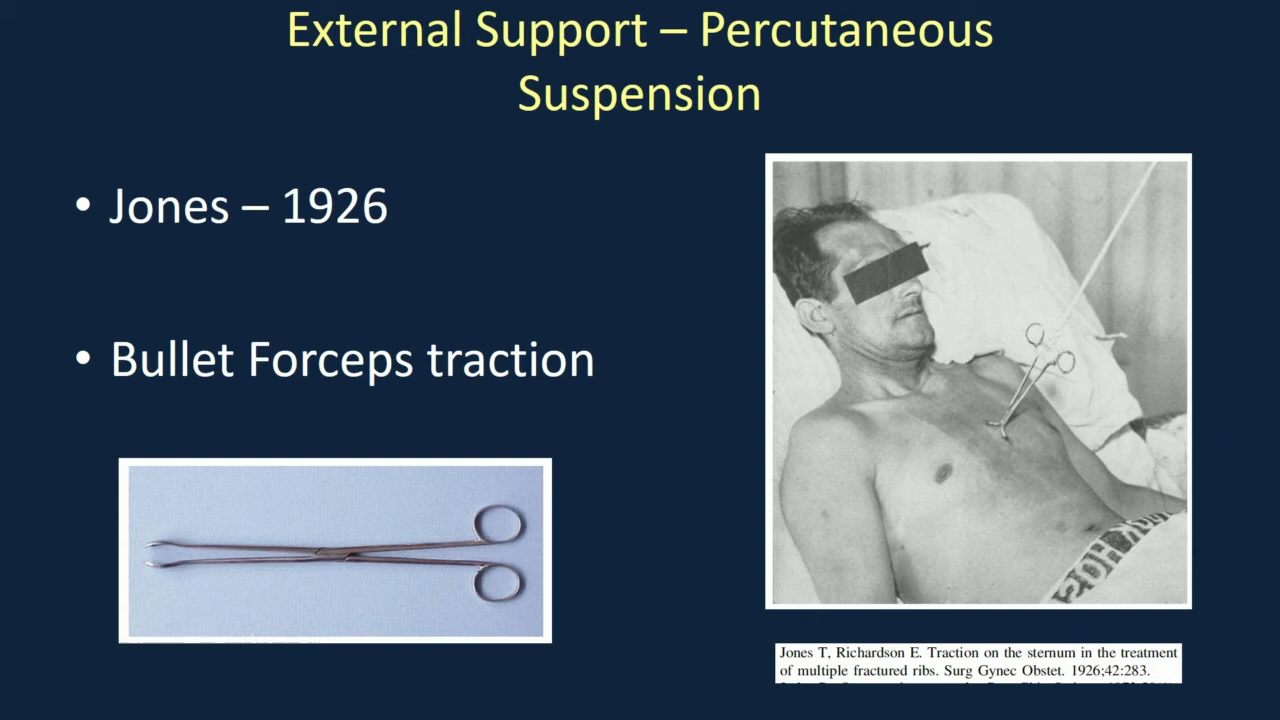 External Support – Percutaneous
Suspension
• Jones – 1926
• Bullet Forceps traction
Jones T, Richardson E. Traction on the sternum in the treatment
of multiple fractured ribs. Surg Gynec Obstet. 1926;42:283.